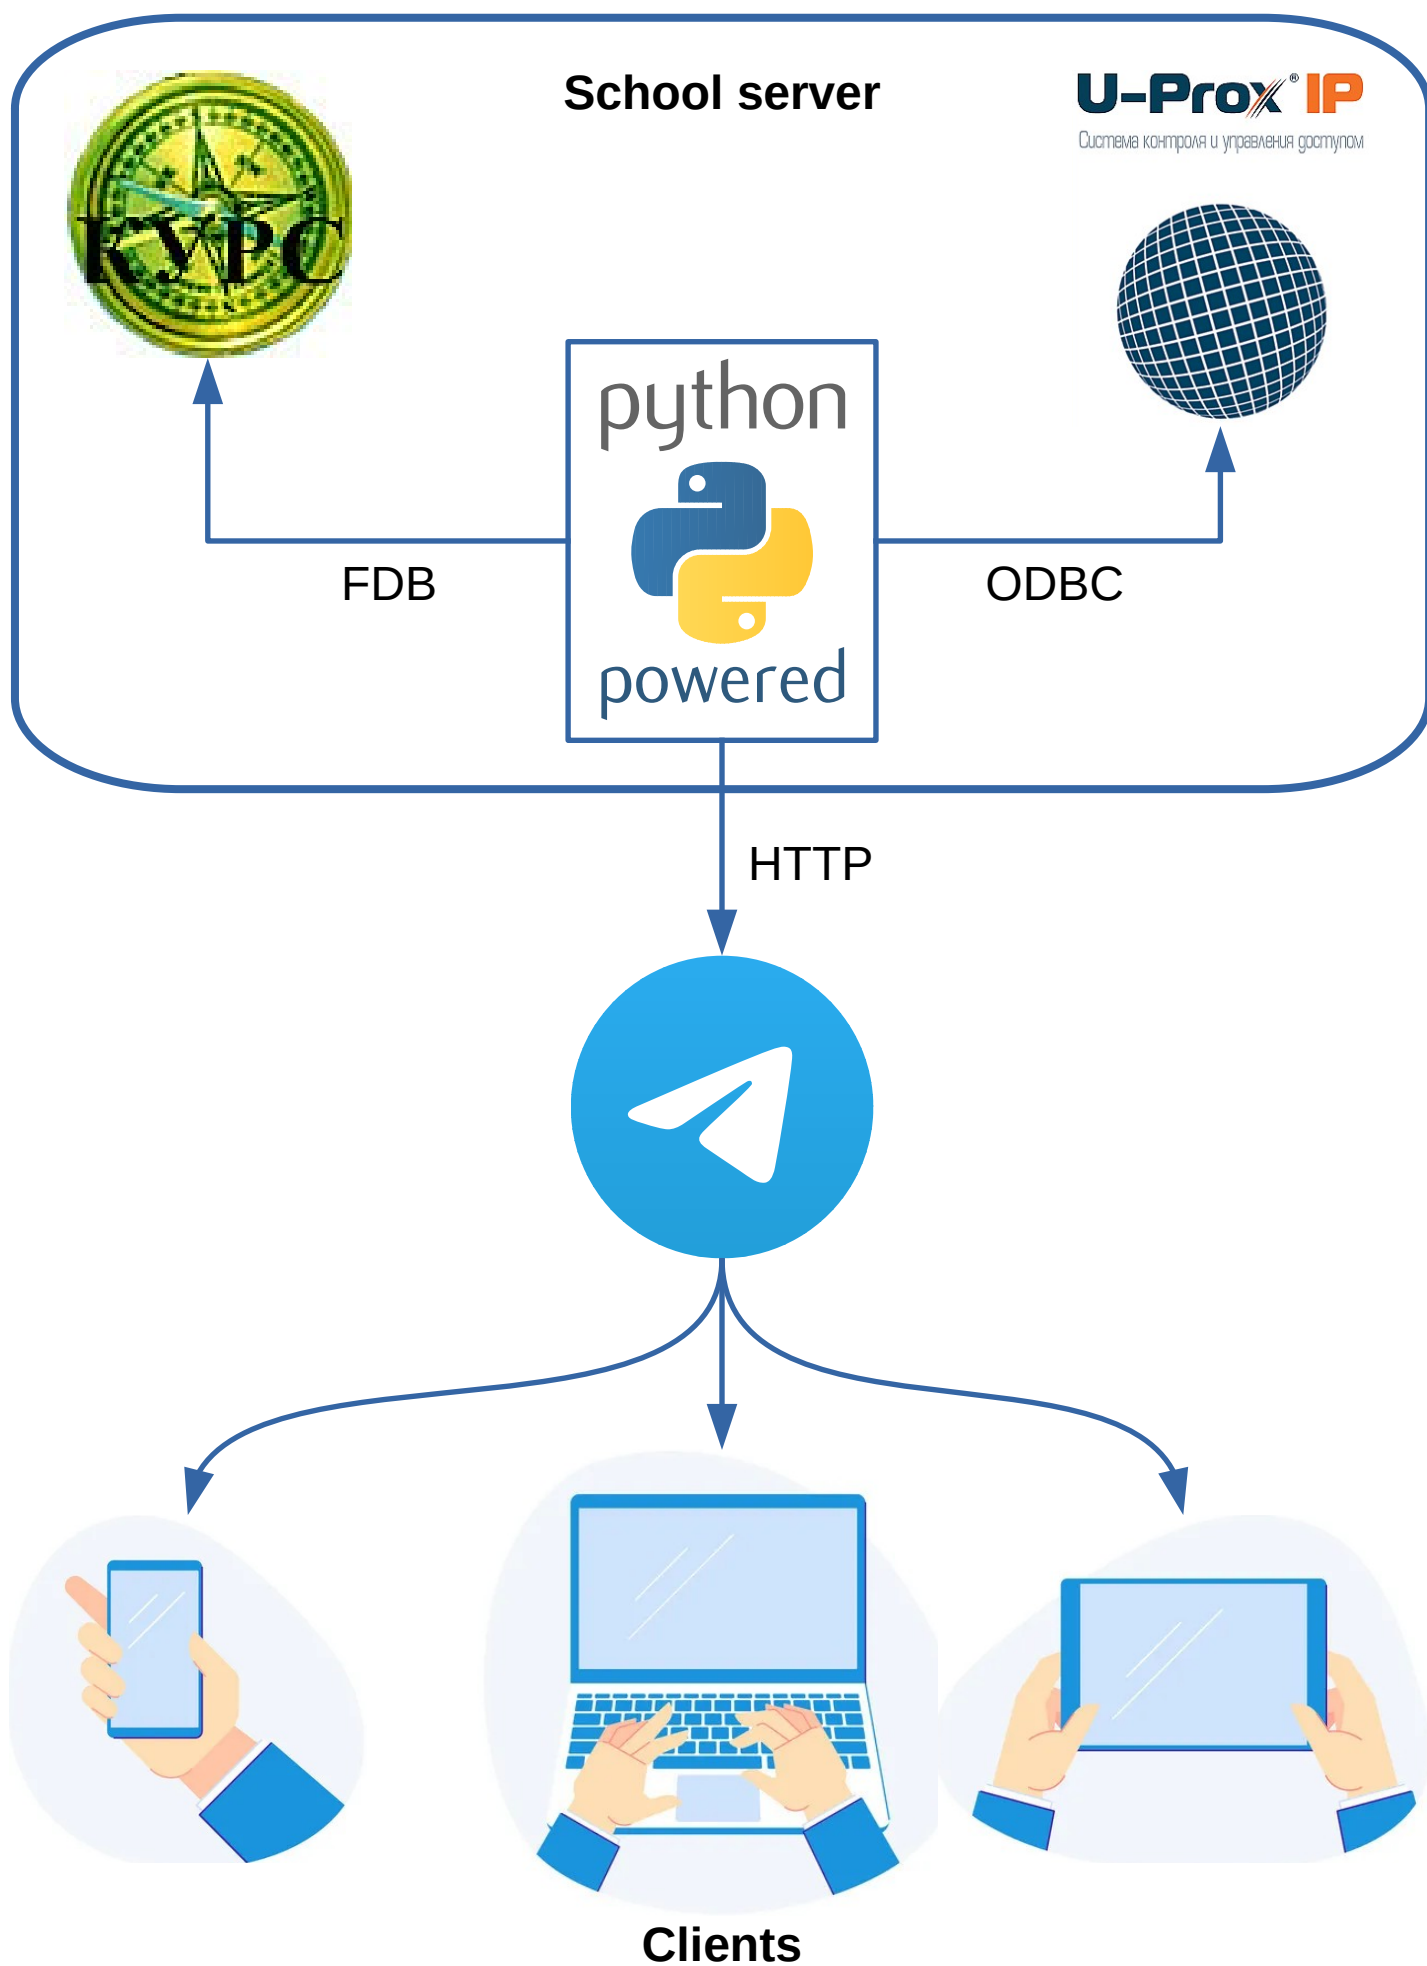 School server
U-Prox® IP
Система контроля и управления доступом
КУРС
python
powered
FDB
ODBC
HTTP
Clients